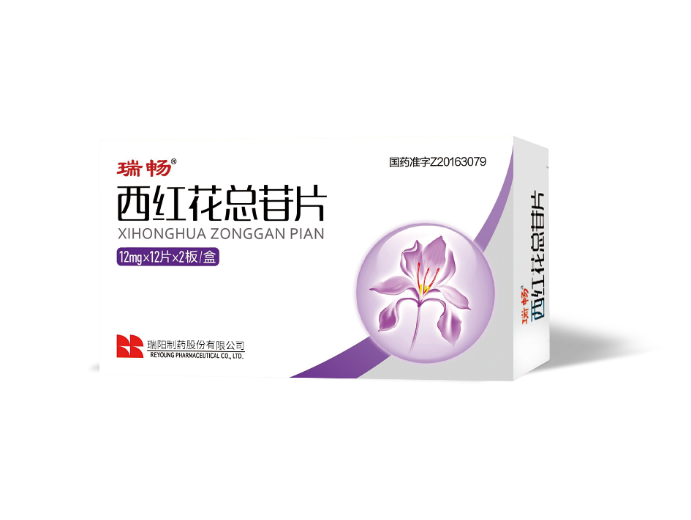 瑞畅®
国药准字Z20163079
西红花总苷片
XIHONGHUA ZONGGAN PIAN
12mg×12片×2板/盒
瑞阳制药股份有限公司
REYOUNG PHARMACEUTICAL CO., LTD.
瑞畅®
西红花总苷片